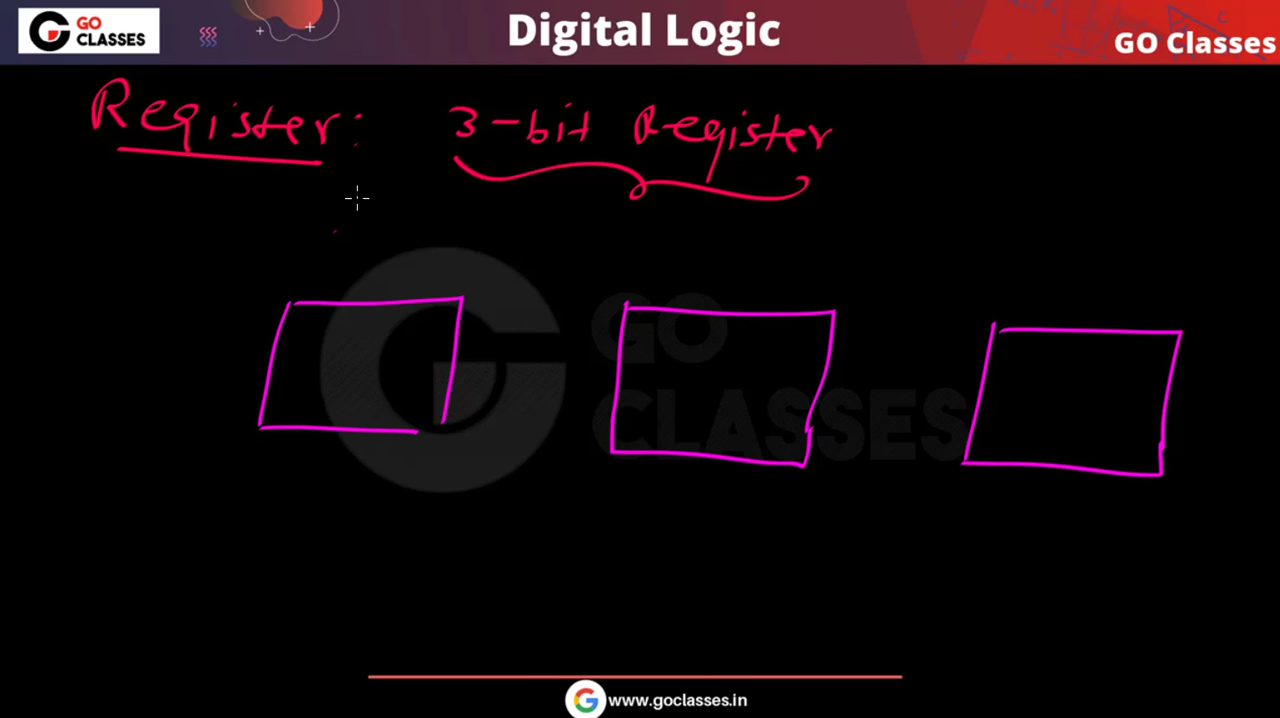 GO
CLASSES
Digital Logic
GO Classes
Register: 3-bit Register
GO
CLASSES
www.goclasses.in